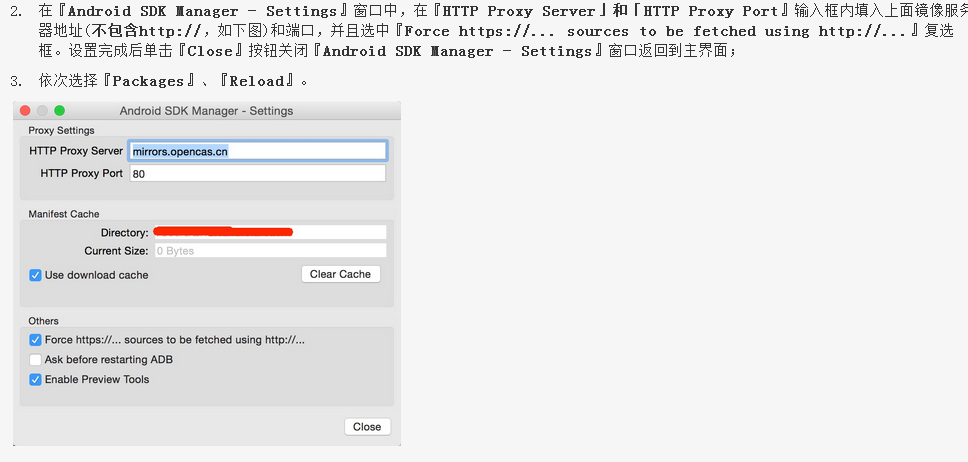 2. 在『Android SDK Manager - Settings』窗口中，在『HTTP Proxy Server』和『HTTP Proxy Port』输入框内填入上面镜像服务
器地址(不包含http://，如下图)和端口，并且选中『Force https://... sources to be fetched using http://...』复选
框。设置完成后单击『Close』按钮关闭『Android SDK Manager - Settings』窗口返回到主界面；
3. 依次选择『Packages』、『Reload』。
Android SDK Manager - Settings
Proxy Settings
HTTP Proxy Server mirrors.opencas.cn
HTTP Proxy Port 80
Manifest Cache
Directory:
Current Size: 0 Bytes
Use download cache Clear Cache
Others
Force https://... sources to be fetched using http://...
Ask before restarting ADB
Enable Preview Tools
Close